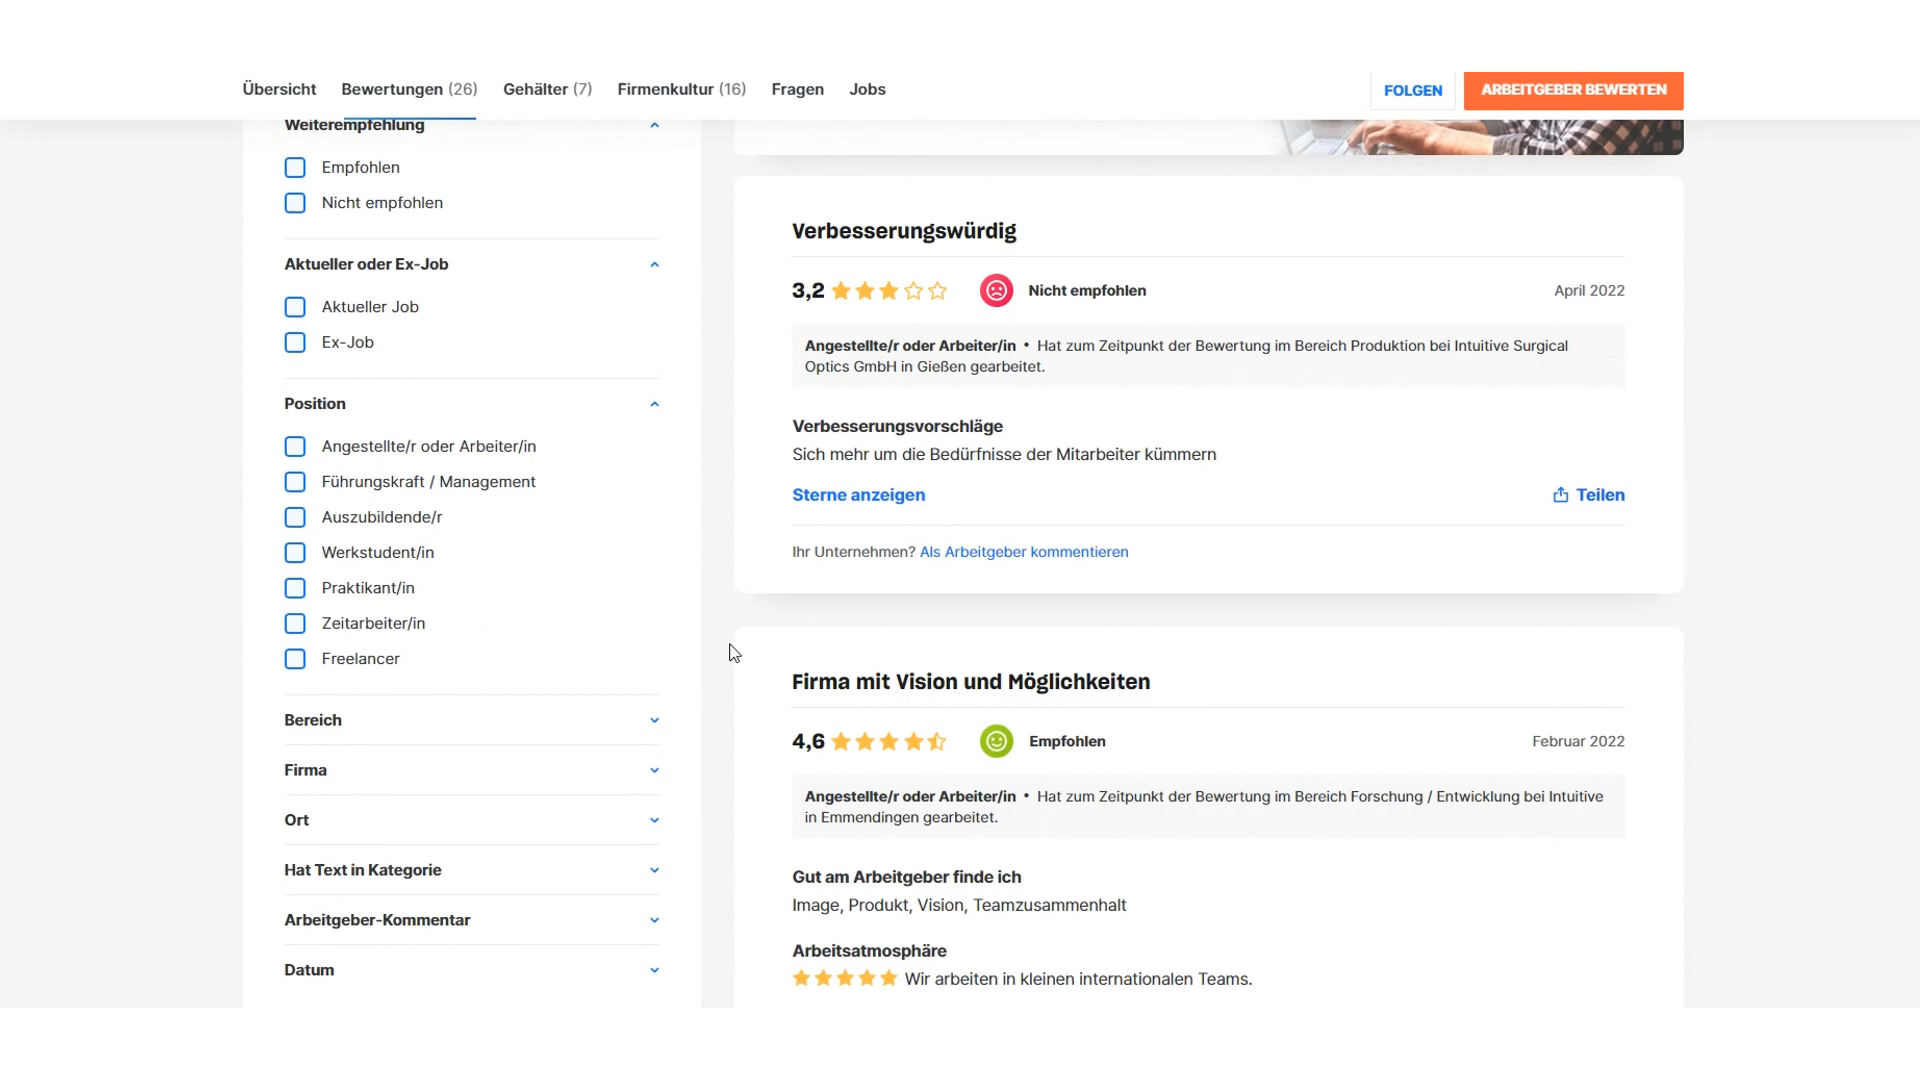 Übersicht
Bewertungen (26)
Gehälter (7)
Firmenkultur (16)
Fragen
Jobs
FOLGEN
ARBEITGEBER BEWERTEN
Weiterempfehlung
Empfohlen
Nicht empfohlen
Aktueller oder Ex-Job
Aktueller Job
Ex-Job
Position
Angestellte/r oder Arbeiter/in
Führungskraft / Management
Auszubildende/r
Werkstudent/in
Praktikant/in
Zeitarbeiter/in
Freelancer
Bereich
Firma
Ort
Hat Text in Kategorie
Arbeitgeber-Kommentar
Datum
Verbesserungswürdig
3,2 Nicht empfohlen April 2022
Angestellte/r oder Arbeiter/in • Hat zum Zeitpunkt der Bewertung im Bereich Produktion bei Intuitive Surgical
Optics GmbH in Gießen gearbeitet.
Verbesserungsvorschläge
Sich mehr um die Bedürfnisse der Mitarbeiter kümmern
Sterne anzeigen
Teilen
Ihr Unternehmen? Als Arbeitgeber kommentieren
Firma mit Vision und Möglichkeiten
4,6 Empfohlen Februar 2022
Angestellte/r oder Arbeiter/in • Hat zum Zeitpunkt der Bewertung im Bereich Forschung / Entwicklung bei Intuitive
in Emmendingen gearbeitet.
Gut am Arbeitgeber finde ich
Image, Produkt, Vision, Teamzusammenhalt
Arbeitsatmosphäre
Wir arbeiten in kleinen internationalen Teams.